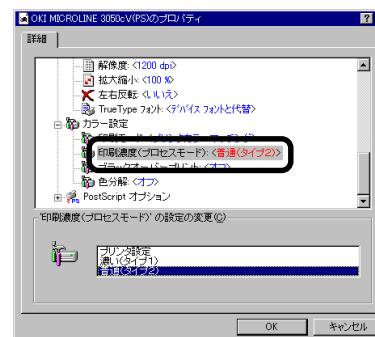 OKI MICROLINE 3050cV(PS)のプロパティ
詳細
解像度: <1200 dpi>
拡大縮小: <100 %>
左右反転: <いいえ>
TrueType フォント: <デバイス フォントと代替>
カラー設定
印刷濃度(プロセスモード): <普通(タイプ2)>
色分解: <オフ>
PostScript オプション
'印刷濃度(プロセスモード)' の設定の変更(C)
プリンタ設定
濃い(タイプ1)
普通(タイプ2)
OK
キャンセル